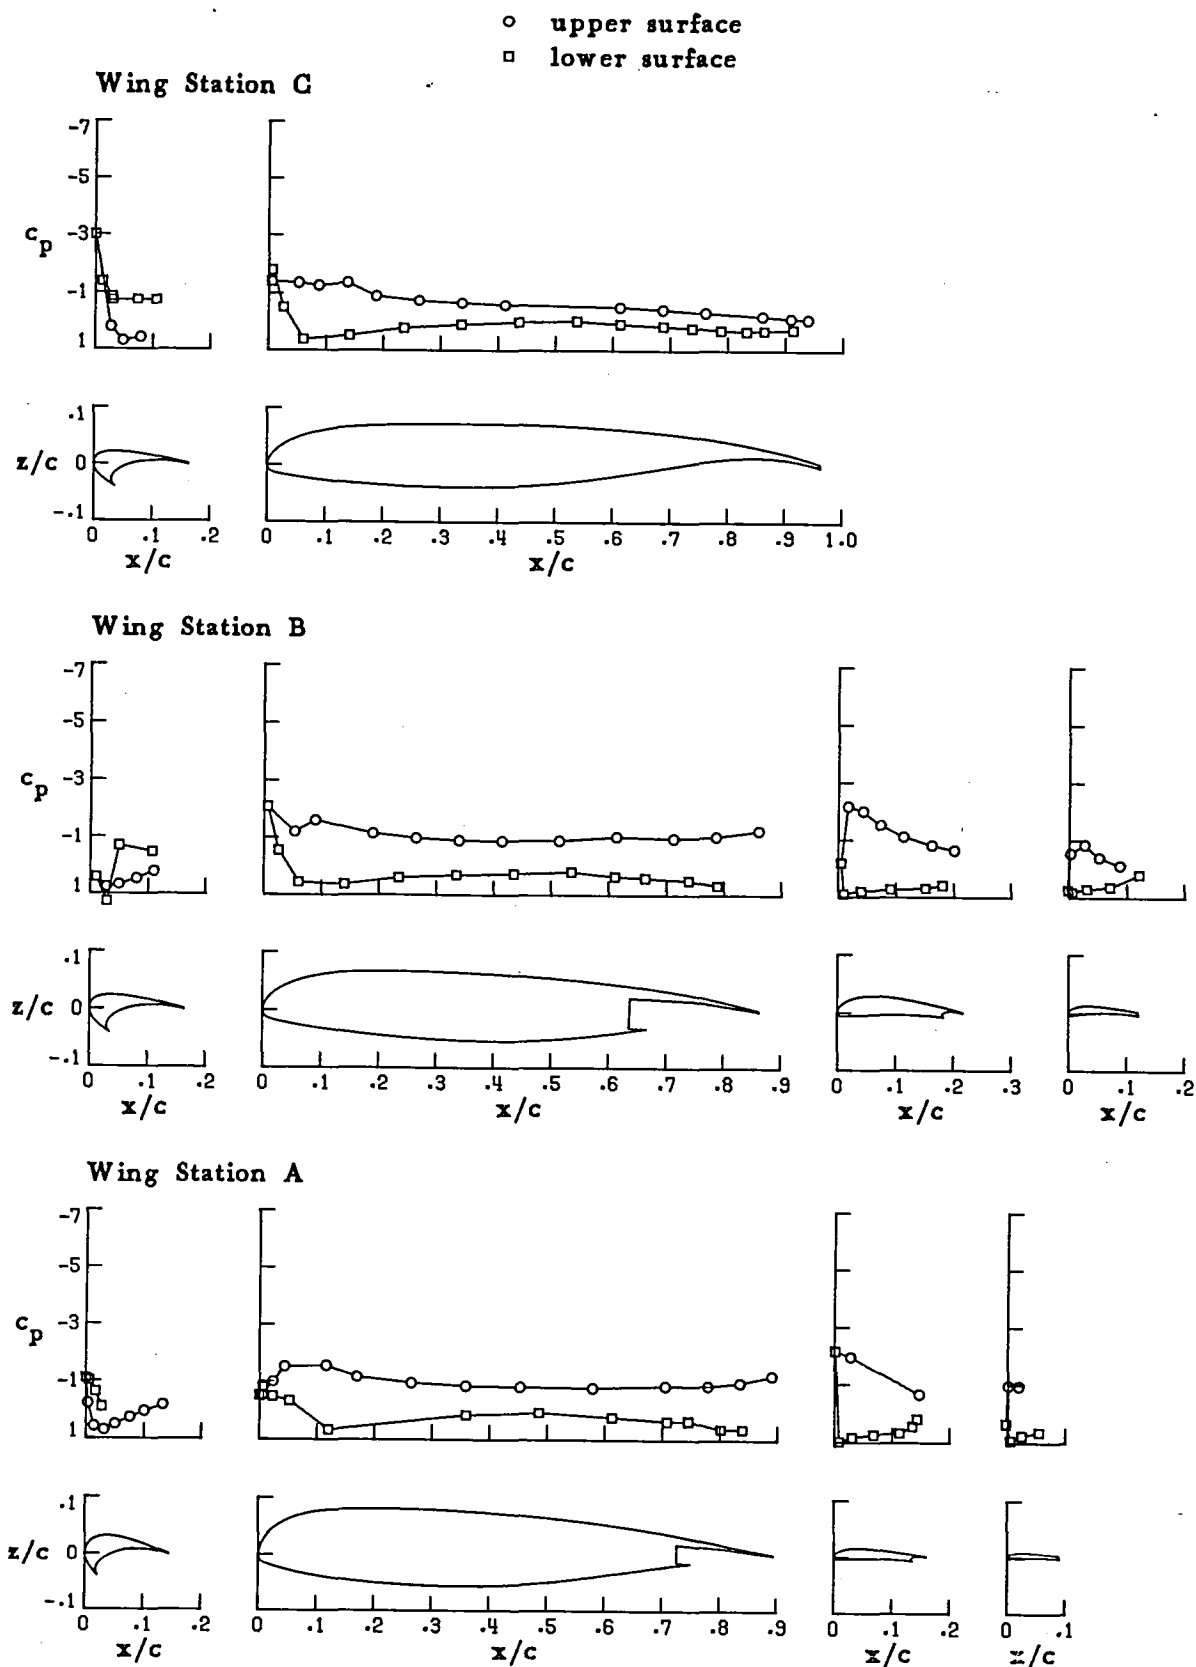 upper surface
lower surface
Wing Station C
-7
-5
cp -3
-1
1
.1
z/c 0
-.1
0 .1 .2 0 .1 .2 .3 .4 .5 .6 .7 .8 .9 1.0
x/c x/c
Wing Station B
-7
-5
cp -3
-1
1
.1
z/c 0
-.1
0 .1 .2 0 .1 .2 .3 .4 .5 .6 .7 .8 .9 0 .1 .2 .3 0 .1 .2
x/c x/c x/c x/c
Wing Station A
-7
-5
cp -3
-1
1
.1
z/c 0
-.1
0 .1 .2 0 .1 .2 .3 .4 .5 .6 .7 .8 .9 0 .1 .2 0 .1
x/c x/c x/c x/c